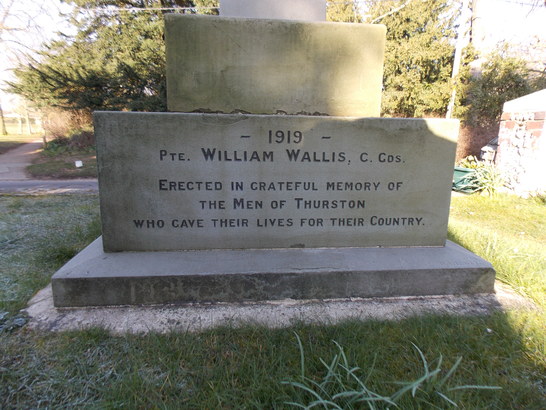 – 1919 –
Pte. William Wallis, C. Gds.
Erected in grateful memory of
the Men of Thurston
who gave their lives for their Country.